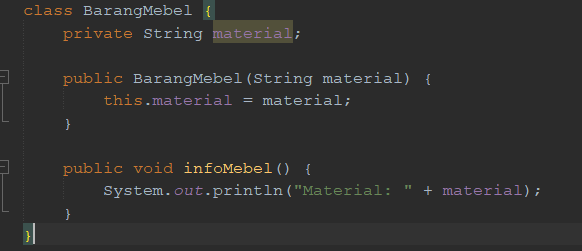 class BarangMebel {
    private String material;

    public BarangMebel(String material) {
        this.material = material;
    }

    public void infoMebel() {
        System.out.println("Material: " + material);
    }
}